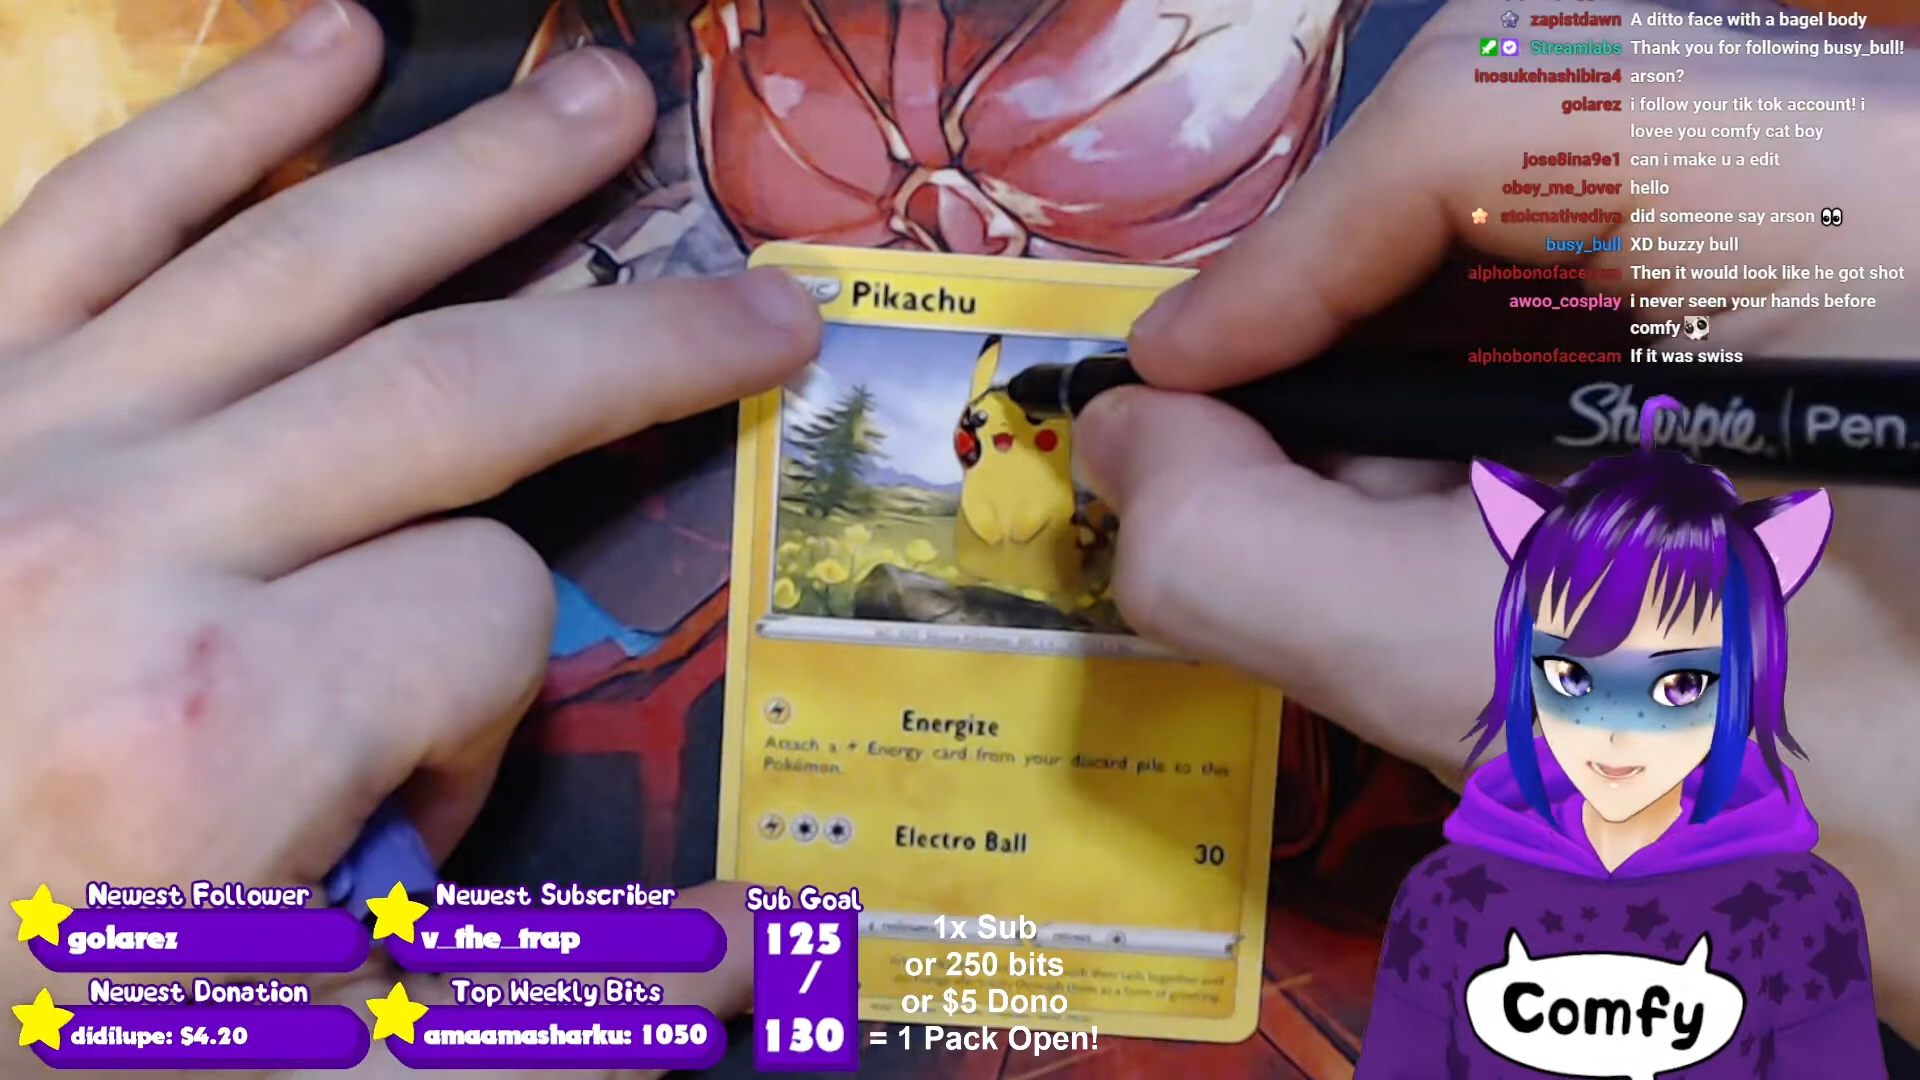 zapistdawn A ditto face with a bagel body
Streamlabs Thank you for following busy_bull!
inosukehashibira4 arson?
golarez i follow your tik tok account! i
lovee you comfy cat boy
jose8ina9e1 can i make u a edit
obey_me_lover hello
stoicnativediva did someone say arson
busy_bull XD buzzy bull
alphobonofacecam Then it would look like he got shot
awoo_cosplay i never seen your hands before
comfy
alphobonofacecam If it was swiss
Pikachu
Sharpie. | Pen.
Energize
Attach a Energy card from your discard pile to this
Pokémon.
Electro Ball 30
Newest Follower
golarez
Newest Subscriber
v_the_trap
Newest Donation
didilupe: $4.20
Top Weekly Bits
amaamasharku: 1050
Sub Goal
125
/
130
1x Sub
or 250 bits
or $5 Dono
= 1 Pack Open!
Comfy